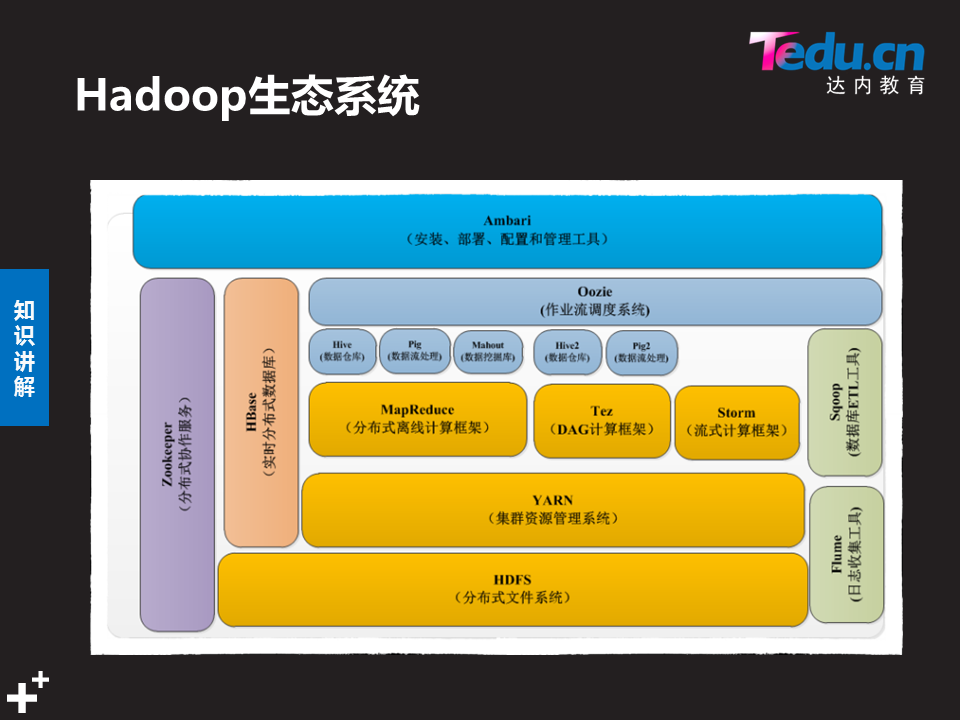 Tedu.cn
达内教育
Hadoop生态系统
知识讲解
Ambari
（安装、部署、配置和管理工具）
Zookeeper
（分布式协作服务）
HBase
（实时分布式数据库）
Oozie
(作业流调度系统)
Hive
(数据仓库)
Pig
(数据流处理)
Mahout
(数据挖掘库)
Hive2
(数据仓库)
Pig2
(数据流处理)
MapReduce
（分布式离线计算框架）
Tez
（DAG计算框架）
Storm
（流式计算框架）
Sqoop
(数据库ETL工具)
YARN
（集群资源管理系统）
Flume
(日志收集工具)
HDFS
（分布式文件系统）